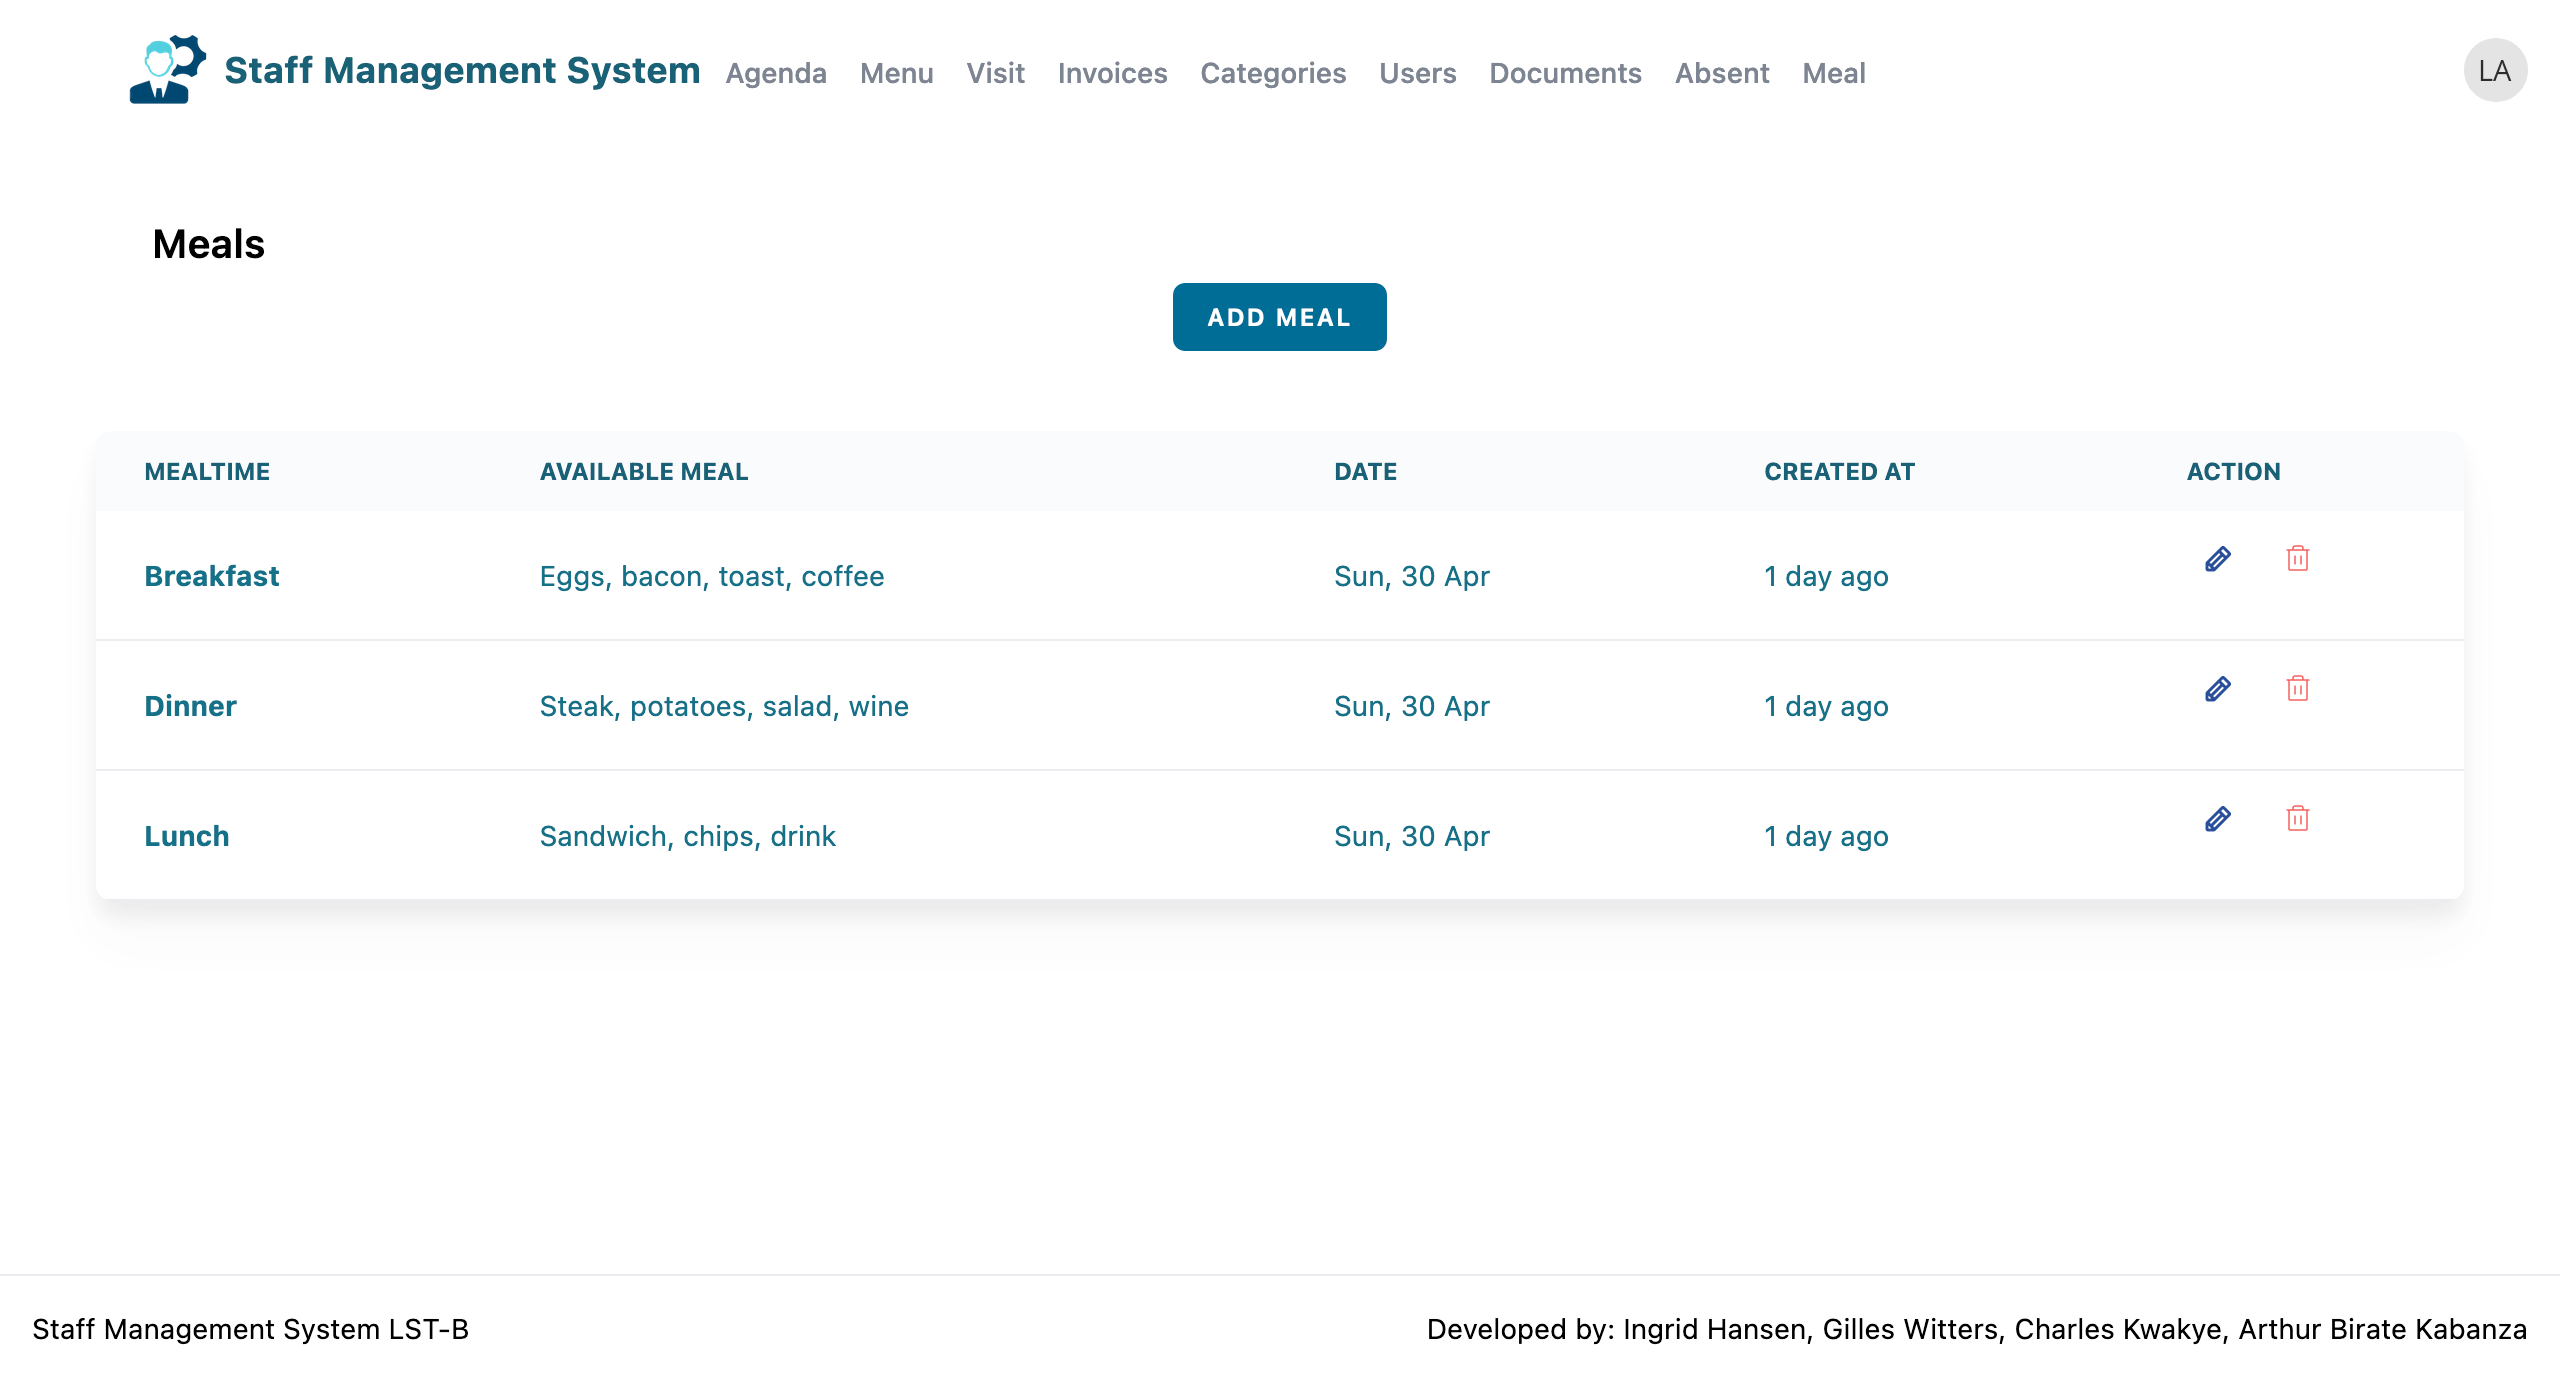 Staff Management System Agenda Menu Visit Invoices Categories Users Documents Absent Meal LA
Meals
ADD MEAL
MEALTIME AVAILABLE MEAL DATE CREATED AT ACTION
Breakfast Eggs, bacon, toast, coffee Sun, 30 Apr 1 day ago
Dinner Steak, potatoes, salad, wine Sun, 30 Apr 1 day ago
Lunch Sandwich, chips, drink Sun, 30 Apr 1 day ago
Staff Management System LST-B Developed by: Ingrid Hansen, Gilles Witters, Charles Kwakye, Arthur Birate Kabanza